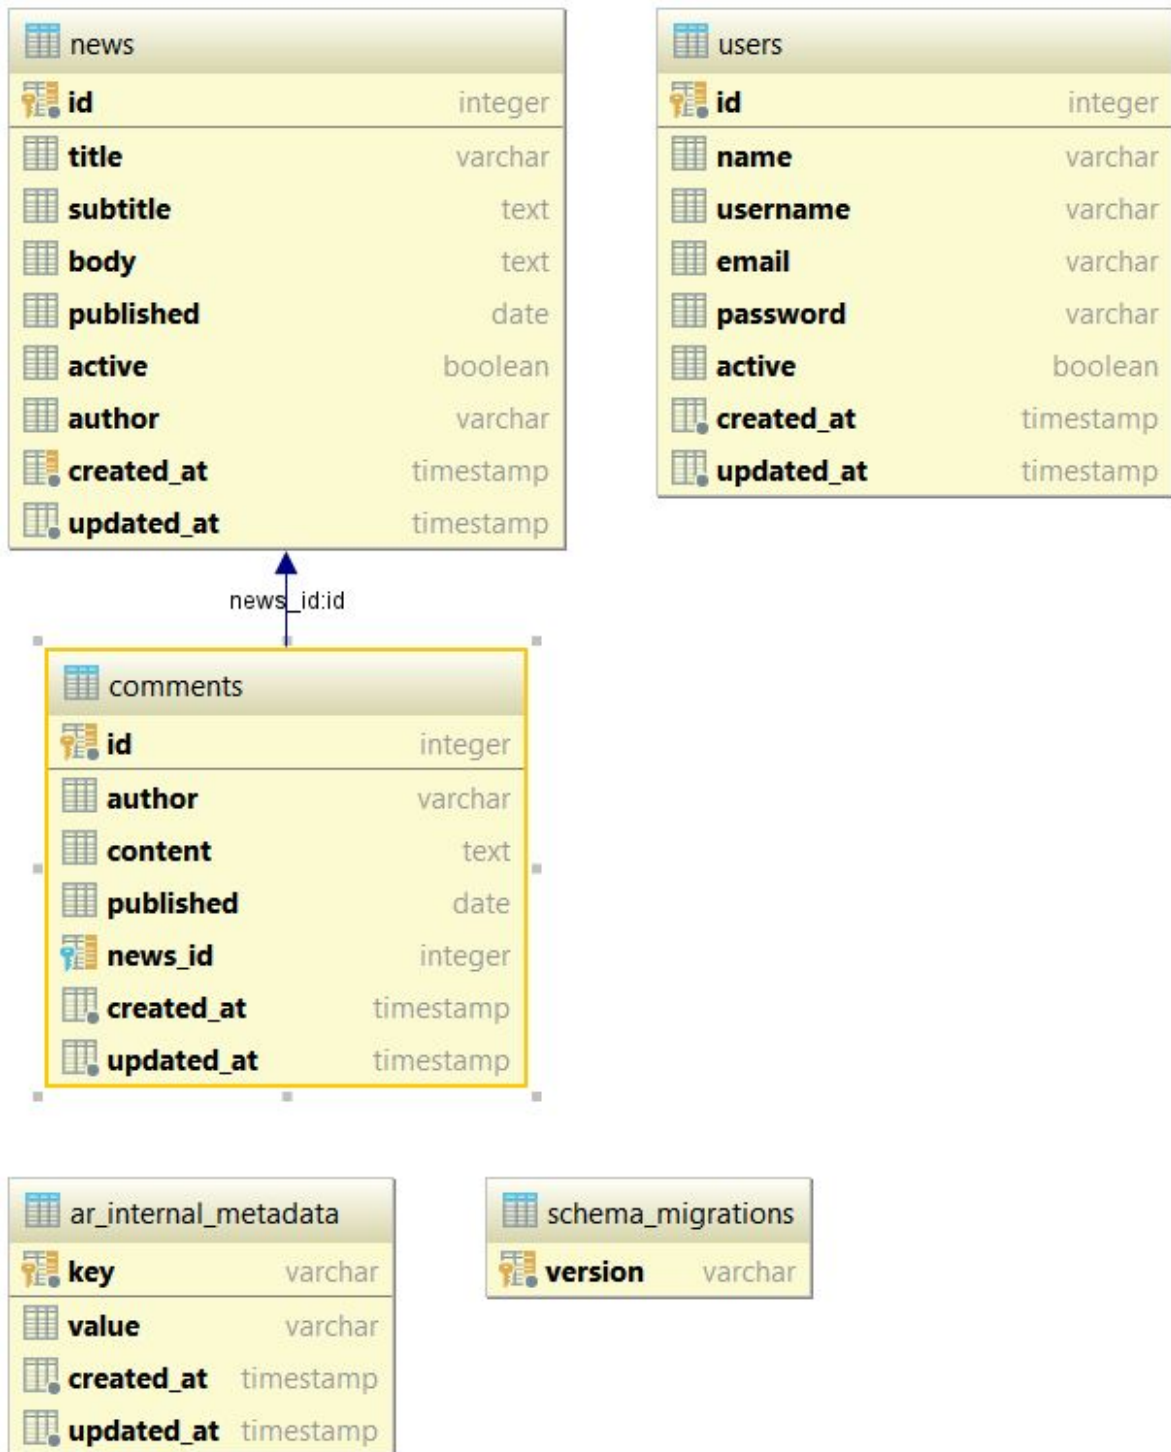 news
id integer
title varchar
subtitle text
body text
published date
active boolean
author varchar
created_at timestamp
updated_at timestamp
users
id integer
name varchar
username varchar
email varchar
password varchar
active boolean
created_at timestamp
updated_at timestamp
news_id:id
comments
id integer
author varchar
content text
published date
news_id integer
created_at timestamp
updated_at timestamp
ar_internal_metadata
key varchar
value varchar
created_at timestamp
updated_at timestamp
schema_migrations
version varchar